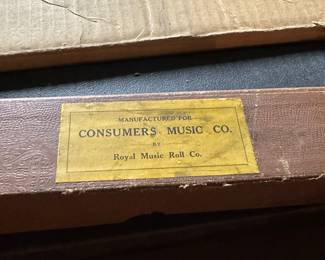 MANUFACTURED FOR
CONSUMERS MUSIC CO.
BY
Royal Music Roll Co.